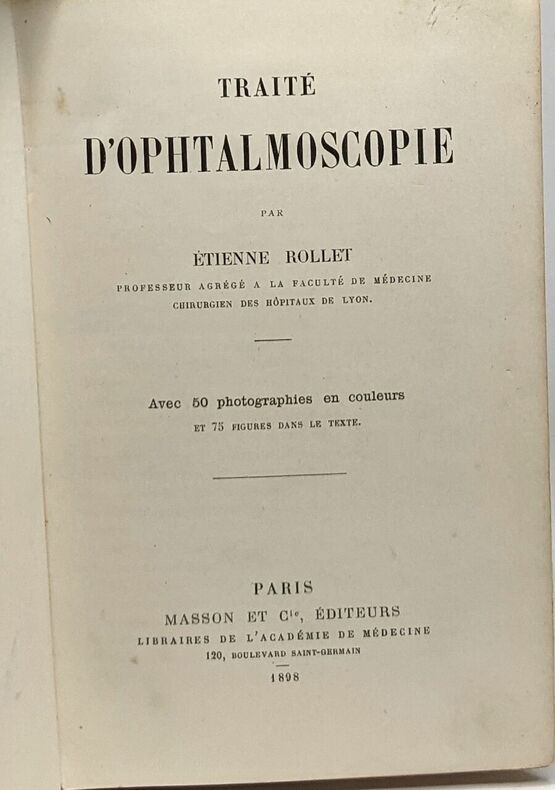 TRAITÉ
D'OPHTALMOSCOPIE
PAR
ÉTIENNE ROLLET
PROFESSEUR AGRÉGÉ A LA FACULTÉ DE MÉDECINE
CHIRURGIEN DES HÔPITAUX DE LYON.
Avec 50 photographies en couleurs
ET 75 FIGURES DANS LE TEXTE.
PARIS
MASSON ET Cie, ÉDITEURS
LIBRAIRES DE L'ACADÉMIE DE MÉDECINE
120, BOULEVARD SAINT-GERMAIN
1898